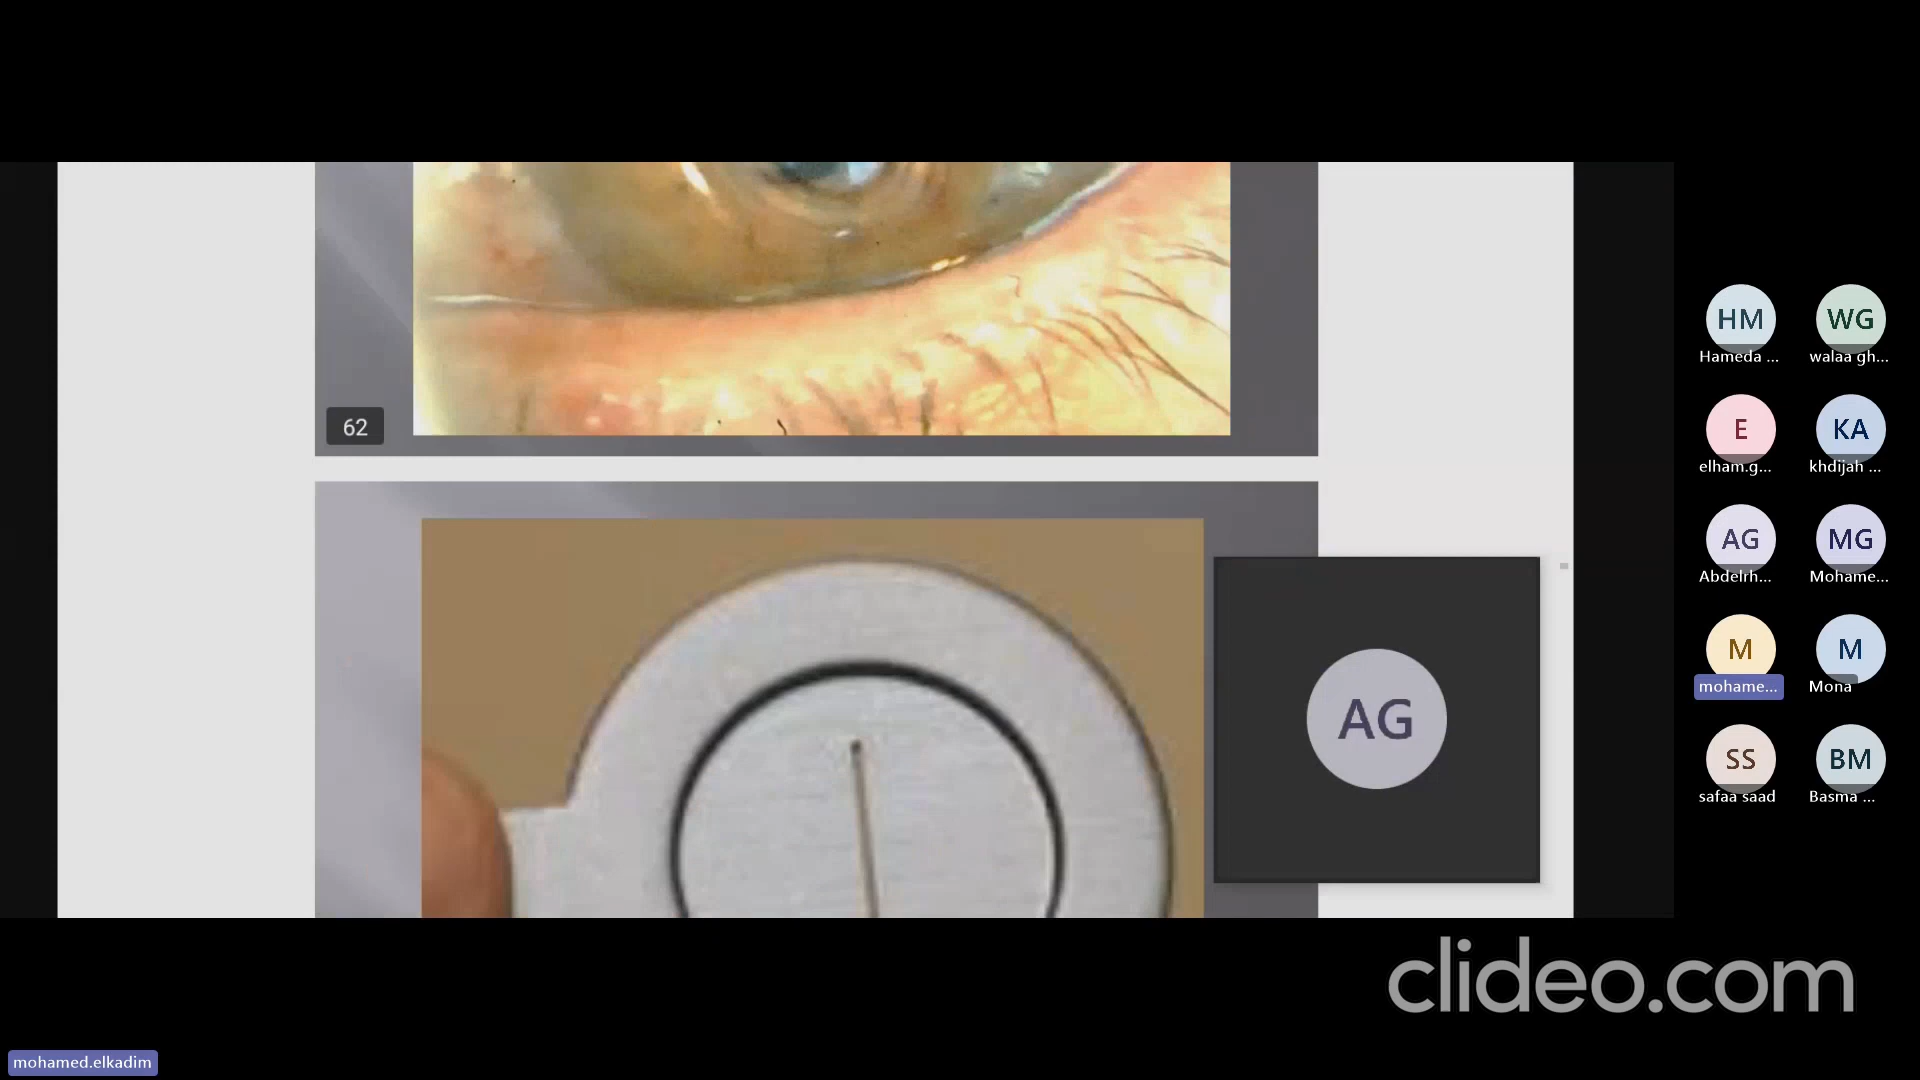 62
HM
Hameda ...
WG
walaa gh...
E
elham.g...
KA
khdijah ...
AG
Abdelrh...
MG
Mohame...
M
mohame...
M
Mona
SS
safaa saad
BM
Basma ...
AG
clideo.com
mohamed.elkadim